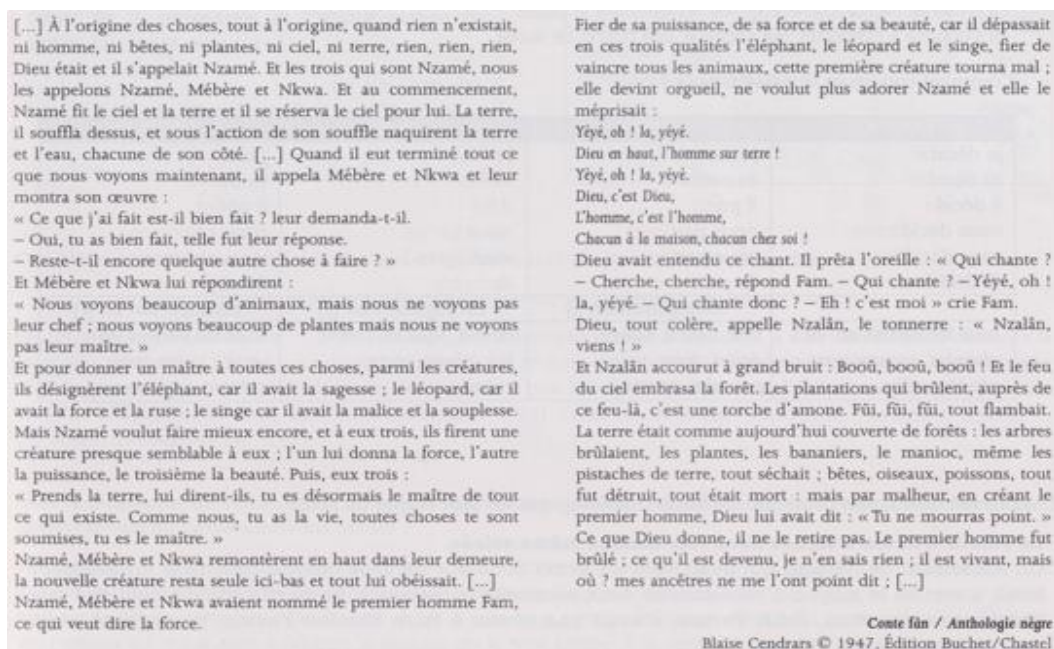 [...] À l'origine des choses, tout à l'origine, quand rien n'existait,
ni homme, ni bêtes, ni plantes, ni ciel, ni terre, rien, rien, rien,
Dieu était et il s'appelait Nzamé. Et les trois qui sont Nzamé, nous
les appelons Nzamé, Mébère et Nkwa. Et au commencement,
Nzamé fit le ciel et la terre et il se réserva le ciel pour lui. La terre,
il souffla dessus, et sous l'action de son souffle naquirent la terre
et l'eau, chacune de son côté. [...] Quand il eut terminé tout ce
que nous voyons maintenant, il appela Mébère et Nkwa et leur
montra son œuvre :
« Ce que j'ai fait est-il bien fait ? leur demanda-t-il.
– Oui, tu as bien fait, telle fut leur réponse.
– Reste-t-il encore quelque autre chose à faire ? »
Et Mébère et Nkwa lui répondirent :
« Nous voyons beaucoup d'animaux, mais nous ne voyons pas
leur chef ; nous voyons beaucoup de plantes mais nous ne voyons
pas leur maître. »
Et pour donner un maître à toutes ces choses, parmi les créatures,
ils désignèrent l'éléphant, car il avait la sagesse ; le léopard, car il
avait la force et la ruse ; le singe car il avait la malice et la souplesse.
Mais Nzamé voulut faire mieux encore, et à eux trois, ils firent une
créature presque semblable à eux ; l'un lui donna la force, l'autre
la puissance, le troisième la beauté. Puis, eux trois :
« Prends la terre, lui dirent-ils, tu es désormais le maître de tout
ce qui existe. Comme nous, tu as la vie, toutes choses te sont
soumises, tu es le maître. »
Nzamé, Mébère et Nkwa remontèrent en haut dans leur demeure,
la nouvelle créature resta seule ici-bas et tout lui obéissait. [...]
Nzamé, Mébère et Nkwa avaient nommé le premier homme Fam,
ce qui veut dire la force.
Fier de sa puissance, de sa force et de sa beauté, car il dépassait
en ces trois qualités l'éléphant, le léopard et le singe, fier de
vaincre tous les animaux, cette première créature tourna mal ;
elle devint orgueil, ne voulut plus adorer Nzamé et elle le
méprisait :
Yéyé, oh ! la, yéyé.
Dieu en haut, l'homme sur terre !
Yéyé, oh ! la, yéyé.
Dieu, c'est Dieu,
L'homme, c'est l'homme,
Chacun à la maison, chacun chez soi !
Dieu avait entendu ce chant. Il prêta l'oreille : « Qui chante ?
– Cherche, cherche, répond Fam. – Qui chante ? – Yéyé, oh !
la, yéyé. – Qui chante donc ? – Eh ! c'est moi » crie Fam.
Dieu, tout colère, appelle Nzalân, le tonnerre : « Nzalân,
viens ! »
Et Nzalân accourut à grand bruit : Booû, booû, booû ! Et le feu
du ciel embrasa la forêt. Les plantations qui brûlent, auprès de
ce feu-là, c'est une torche d'amone. Fûi, fûi, fûi, tout flambait.
La terre était comme aujourd'hui couverte de forêts : les arbres
brûlaient, les plantes, les bananiers, le manioc, même les
pistaches de terre, tout séchait ; bêtes, oiseaux, poissons, tout
fut détruit, tout était mort : mais par malheur, en créant le
premier homme, Dieu lui avait dit : « Tu ne mourras point. »
Ce que Dieu donne, il ne le retire pas. Le premier homme fut
brûlé ; ce qu'il est devenu, je n'en sais rien ; il est vivant, mais
où ? mes ancêtres ne me l'ont point dit ; [...]
Conte fân / Anthologie nègre
Blaise Cendrars © 1947, Édition Buchet/Chastel